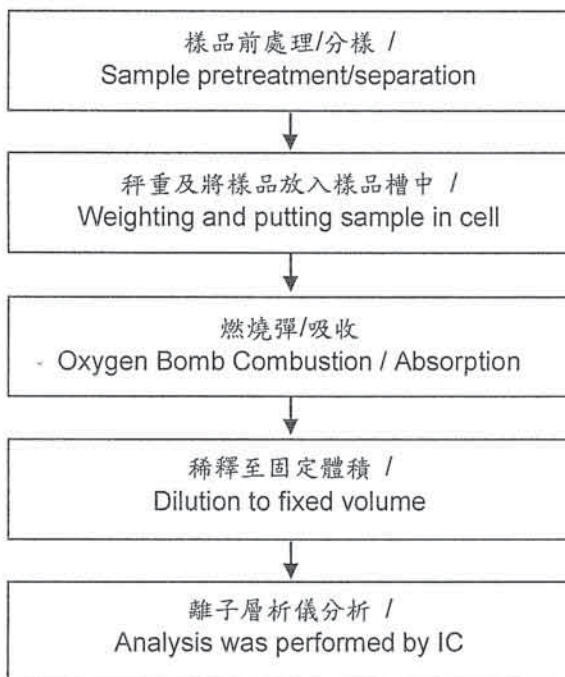 樣品前處理/分樣 /
Sample pretreatment/separation
秤重及將樣品放入樣品槽中 /
Weighting and putting sample in cell
燃燒彈/吸收
Oxygen Bomb Combustion / Absorption
稀釋至固定體積 /
Dilution to fixed volume
離子層析儀分析 /
Analysis was performed by IC